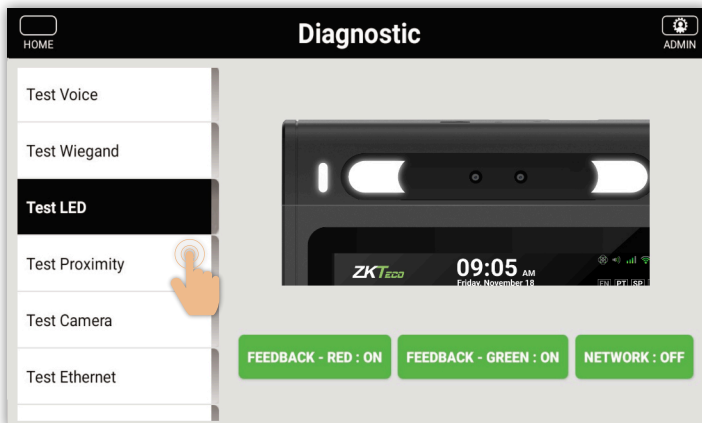 HOME
Diagnostic
ADMIN
Test Voice
Test Wiegand
Test LED
Test Proximity
Test Camera
Test Ethernet
ZKTECO
09:05 AM
Friday, November 18
EN PT SP
FEEDBACK - RED : ON
FEEDBACK - GREEN : ON
NETWORK : OFF